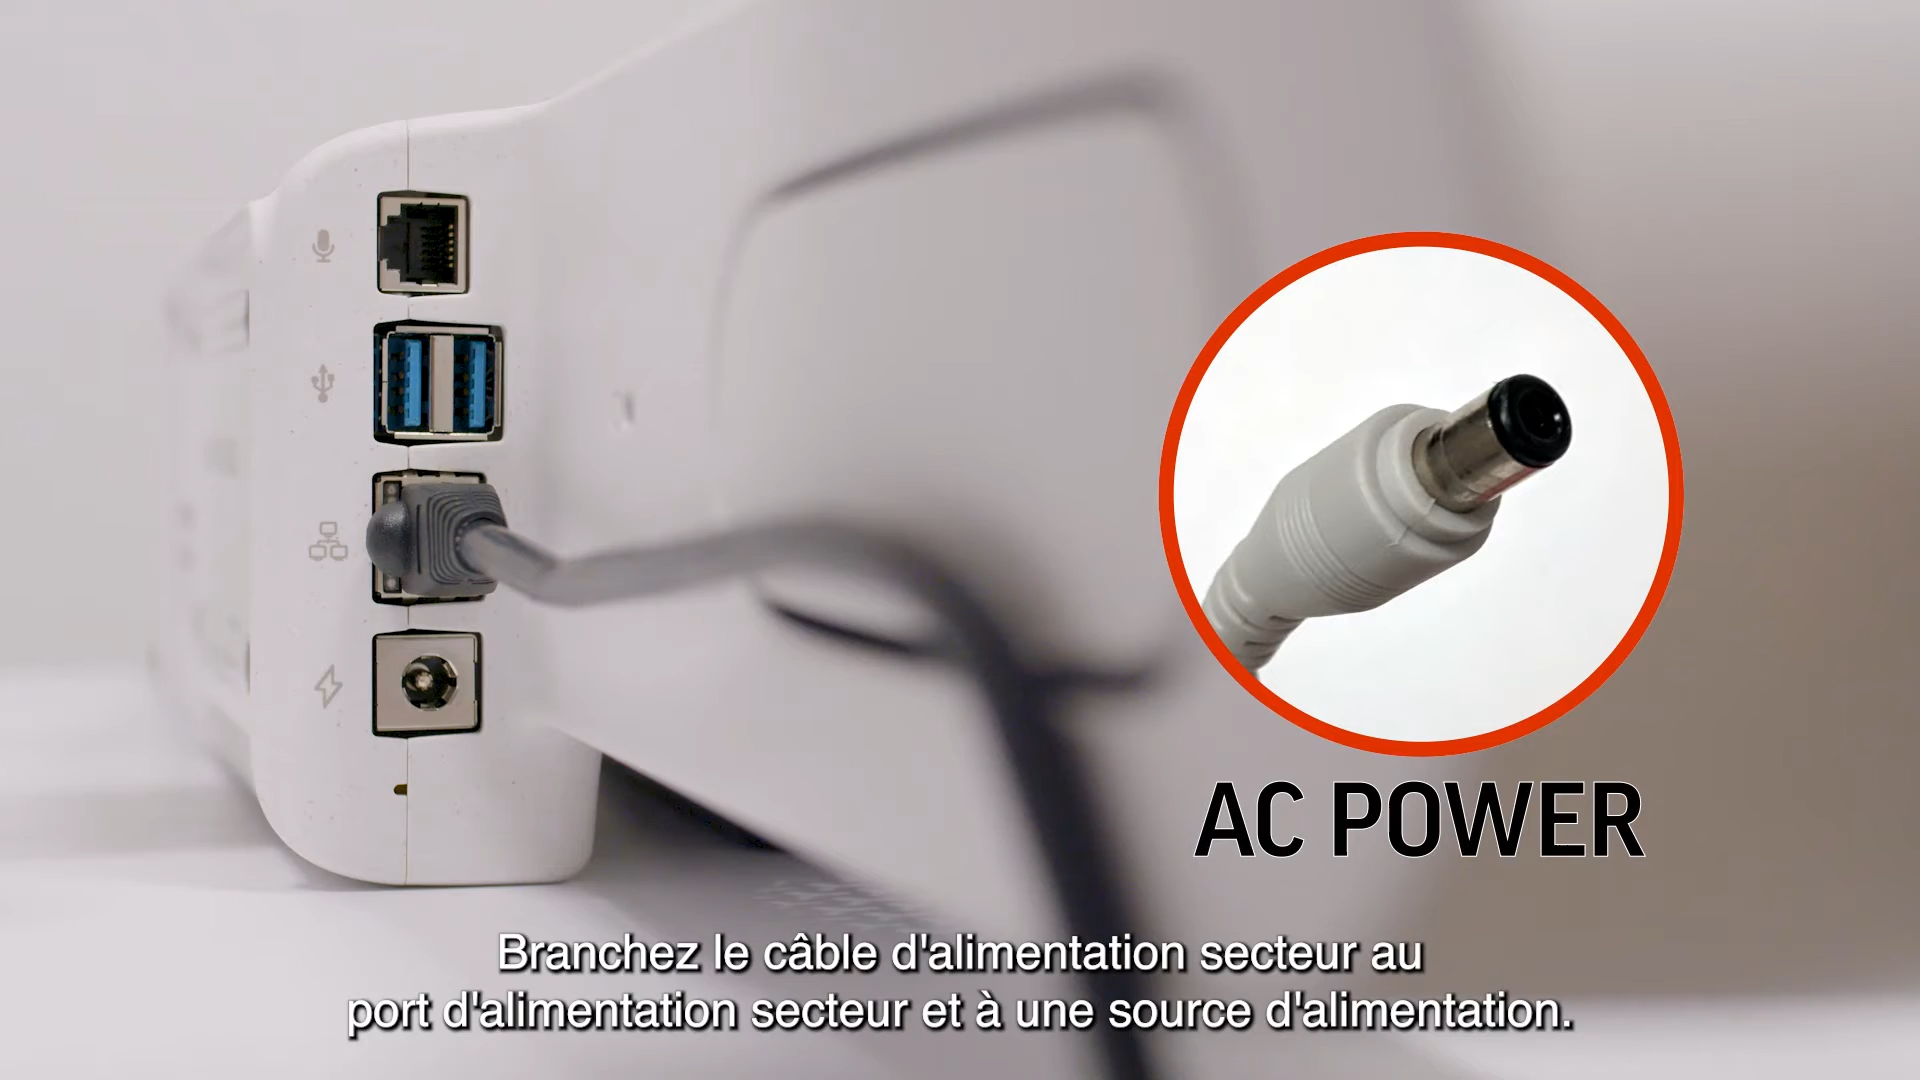 AC POWER
Branchez le câble d'alimentation secteur au
port d'alimentation secteur et à une source d'alimentation.